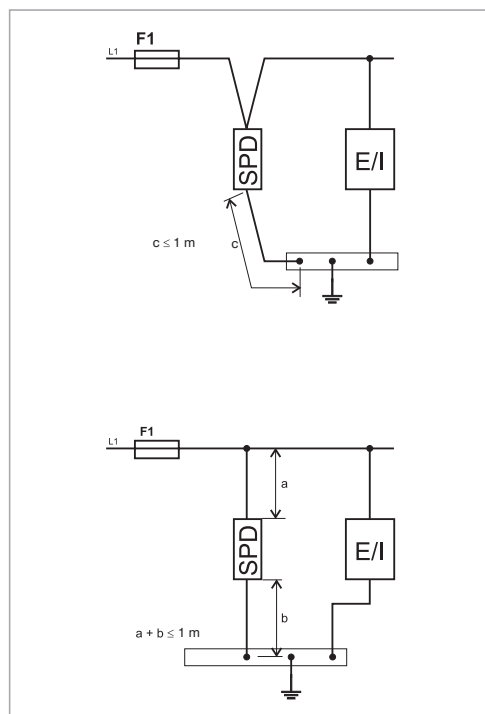 F1
L1
SPD
E/I
c ≤ 1 m
c
F1
L1
a
SPD
E/I
b
a + b ≤ 1 m